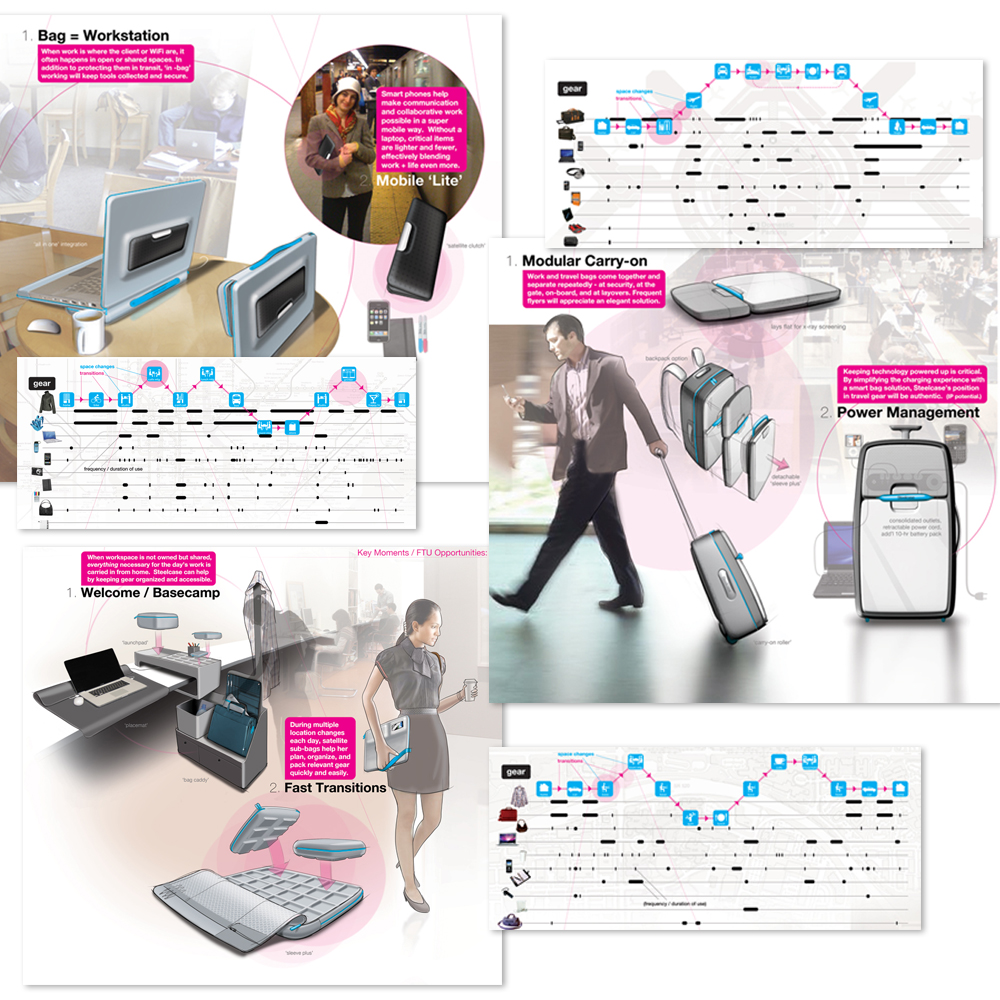 1. Bag = Workstation
When work is where the client or WiFi are, it
often happens in open or shared spaces. In
addition to protecting them in transit, 'in -bag'
working will keep tools collected and secure.
Smart phones help
make communication
and collaborative work
possible in a super
mobile way. Without a
laptop, critical items
are lighter and fewer,
effectively blending
work + life even more.
2. Mobile 'Lite'
'all in one' integration
'satellite clutch'
gear
space changes
transitions
frequency / duration of use
gear
space changes
transitions
1. Modular Carry-on
Work and travel bags come together and
separate repeatedly - at security, at the
gate, on-board, and at layovers. Frequent
flyers will appreciate an elegant solution.
lays flat for x-ray screening
backpack option
detachable
'sleeve plus'
'carry-on roller'
Keeping technology powered up is critical.
By simplifying the charging experience with
a smart bag solution, Steelcase's position
in travel gear will be authentic. (IP potential.)
2. Power Management
consolidated outlets,
retractable power cord,
add'l 10-hr battery pack
Key Moments / FTU Opportunities:
When workspace is not owned but shared,
everything necessary for the day's work is
carried in from home. Steelcase can help
by keeping gear organized and accessible.
1. Welcome / Basecamp
'launchpad'
'placemat'
'bag caddy'
During multiple
location changes
each day, satellite
sub-bags help her
plan, organize, and
pack relevant gear
quickly and easily.
2. Fast Transitions
'sleeve plus'
gear
space changes
transitions
(frequency / duration of use)